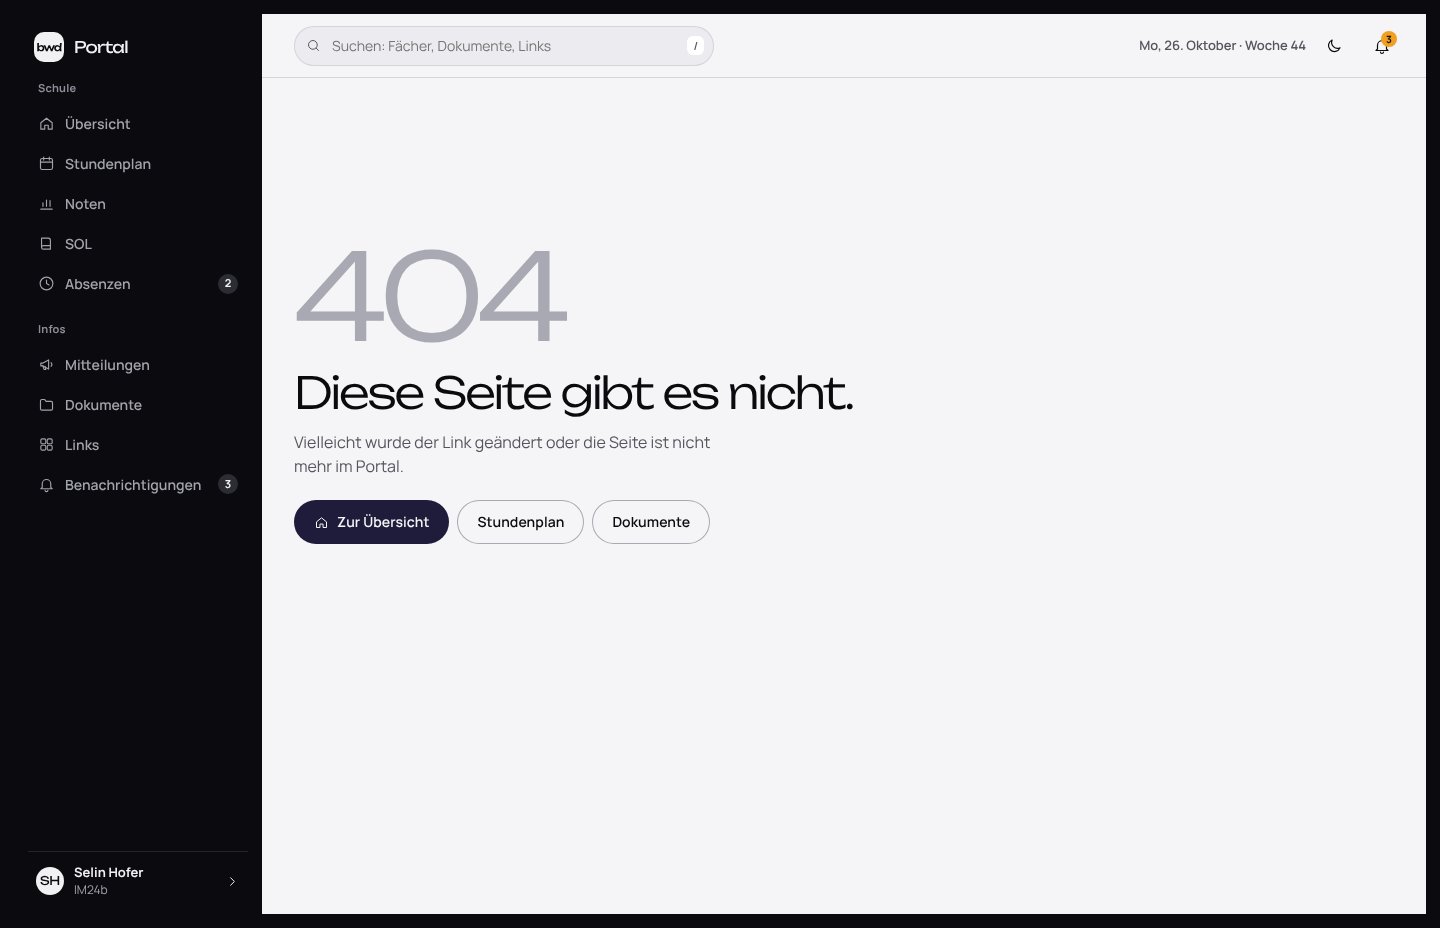 bwd Portal
Schule
Übersicht
Stundenplan
Noten
SOL
Absenzen 2
Infos
Mitteilungen
Dokumente
Links
Benachrichtigungen 3
SH Selin Hofer
IM24b
Suchen: Fächer, Dokumente, Links /
Mo, 26. Oktober · Woche 44 3
404
Diese Seite gibt es nicht.
Vielleicht wurde der Link geändert oder die Seite ist nicht
mehr im Portal.
Zur Übersicht Stundenplan Dokumente